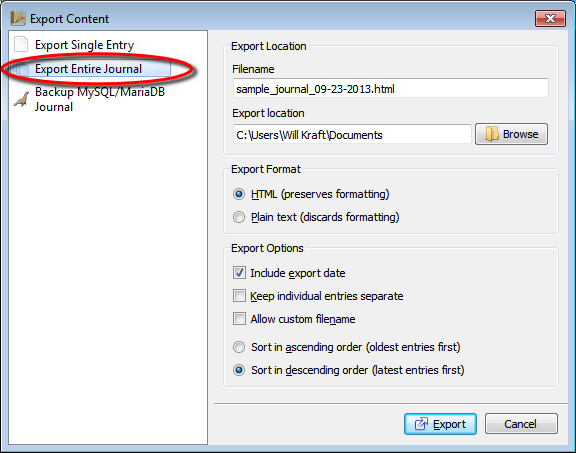 Export Content
Export Single Entry
Export Entire Journal
Backup MySQL/MariaDB
Journal
Export Location
Filename
sample_journal_09-23-2013.html
Export location
C:\Users\Will Kraft\Documents
Browse
Export Format
HTML (preserves formatting)
Plain text (discards formatting)
Export Options
Include export date
Keep individual entries separate
Allow custom filename
Sort in ascending order (oldest entries first)
Sort in descending order (latest entries first)
Export
Cancel